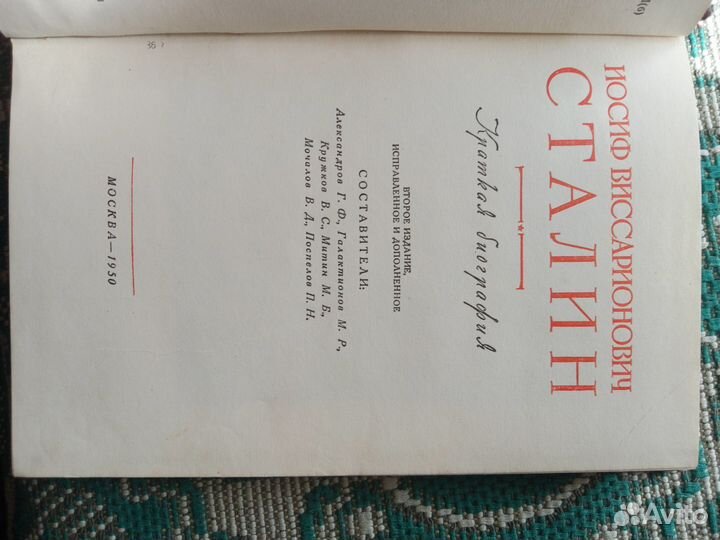 ИОСИФ ВИССАРИОНОВИЧ
СТАЛИН
Краткая биография
ВТОРОЕ ИЗДАНИЕ,
ИСПРАВЛЕННОЕ И ДОПОЛНЕННОЕ
СОСТАВИТЕЛИ:
Александров Г. Ф., Галактионов М. Р.,
Кружков В. С., Митин М. Б.,
Мочалов В. Д., Поспелов П. Н.
МОСКВА—1950
Avito